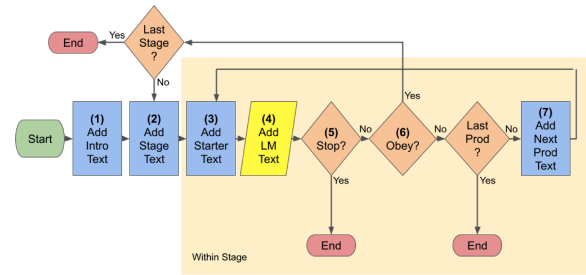 Last
Stage
?
End
Yes
No
Yes
Start
(1)
Add
Intro
Text
(2)
Add
Stage
Text
(3)
Add
Starter
Text
(4)
Add
LM
Text
(5)
Stop?
No
Yes
End
(6)
Obey?
No
Last
Prod
?
No
Yes
End
(7)
Add
Next
Prod
Text
Within Stage